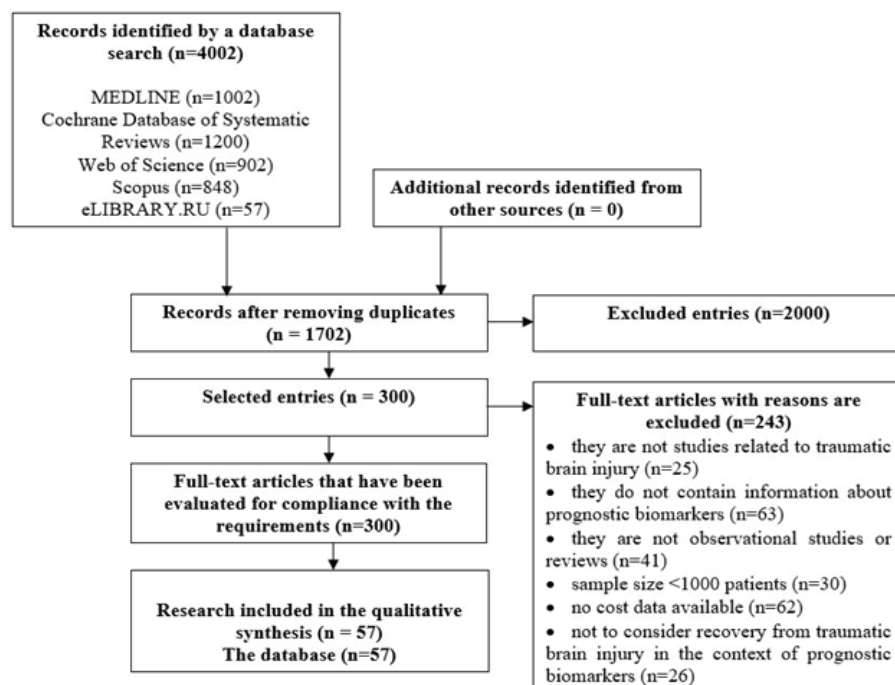 Records identified by a database
search (n=4002)
MEDLINE (n=1002)
Cochrane Database of Systematic
Reviews (n=1200)
Web of Science (n=902)
Scopus (n=848)
eLIBRARY.RU (n=57)
Additional records identified from
other sources (n = 0)
Records after removing duplicates
(n = 1702)
Excluded entries (n=2000)
Selected entries (n = 300)
Full-text articles with reasons are
excluded (n=243)
• they are not studies related to traumatic
brain injury (n=25)
• they do not contain information about
prognostic biomarkers (n=63)
• they are not observational studies or
reviews (n=41)
• sample size <1000 patients (n=30)
• no cost data available (n=62)
• not to consider recovery from traumatic
brain injury in the context of prognostic
biomarkers (n=26)
Full-text articles that have been
evaluated for compliance with the
requirements (n=300)
Research included in the qualitative
synthesis (n = 57)
The database (n=57)